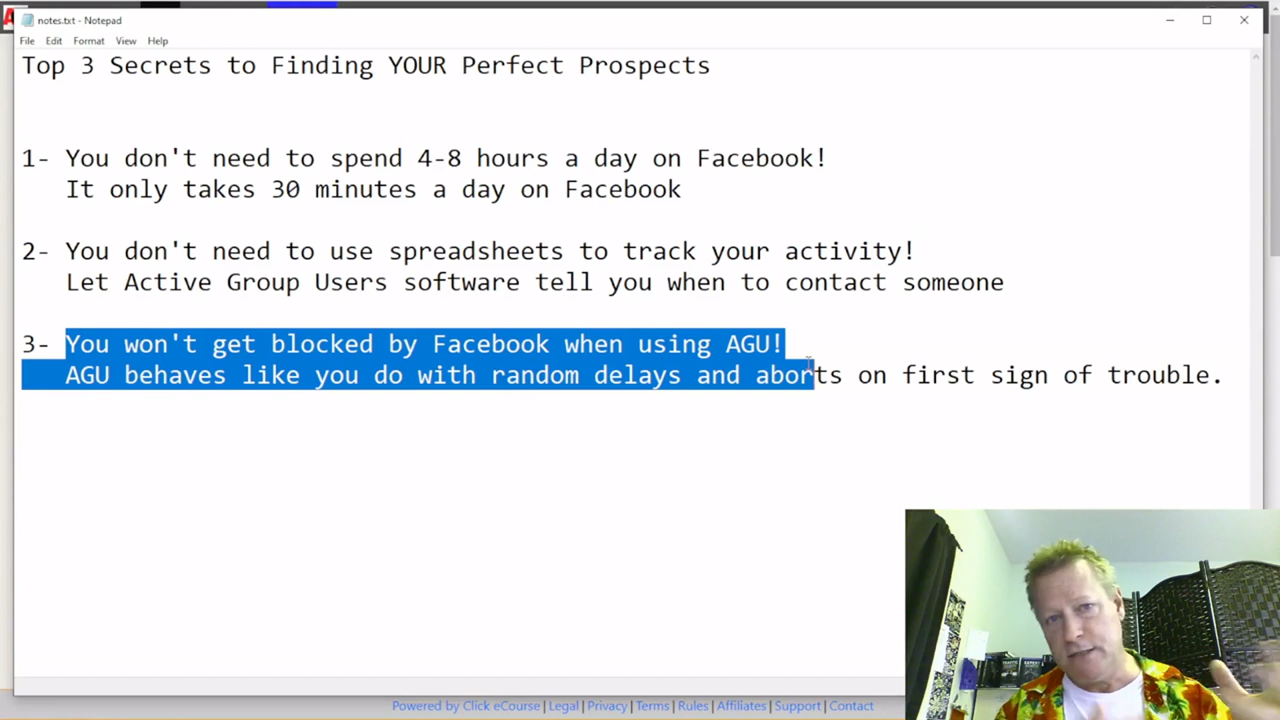 notes.txt - Notepad
File Edit Format View Help
Top 3 Secrets to Finding YOUR Perfect Prospects
1- You don't need to spend 4-8 hours a day on Facebook!
It only takes 30 minutes a day on Facebook
2- You don't need to use spreadsheets to track your activity!
Let Active Group Users software tell you when to contact someone
3- You won't get blocked by Facebook when using AGU!
AGU behaves like you do with random delays and aborts on first sign of trouble.
Powered by Click eCourse | Legal | Privacy | Terms | Rules | Affiliates | Support | Contact